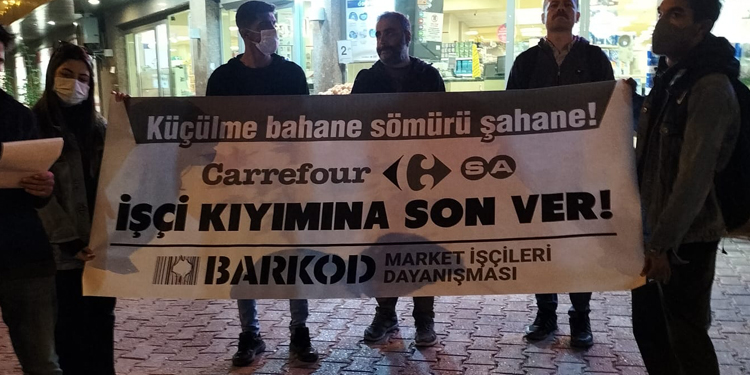 Küçülme bahane sömürü şahane!
Carrefour SA
İŞÇİ KIYIMINA SON VER!
BARKOD MARKET İŞÇİLERİ
DAYANIŞMASI